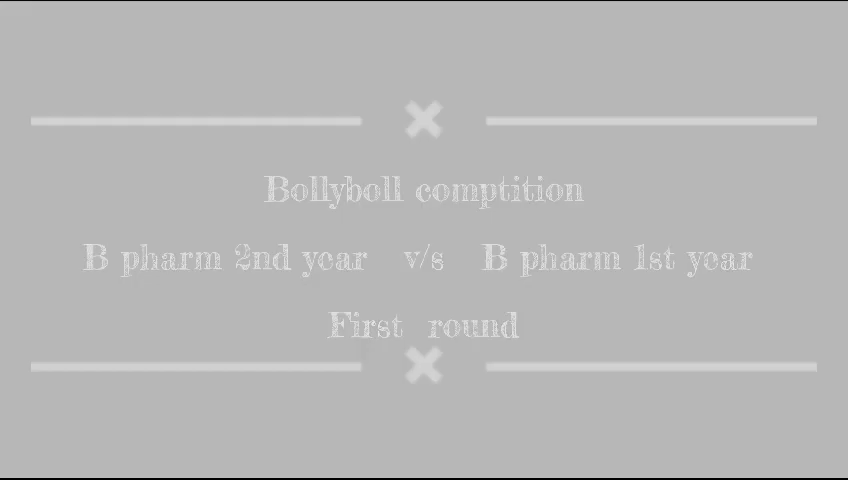 Bollyboll comptition
B pharm 2nd year v/s B pharm 1st year
First round